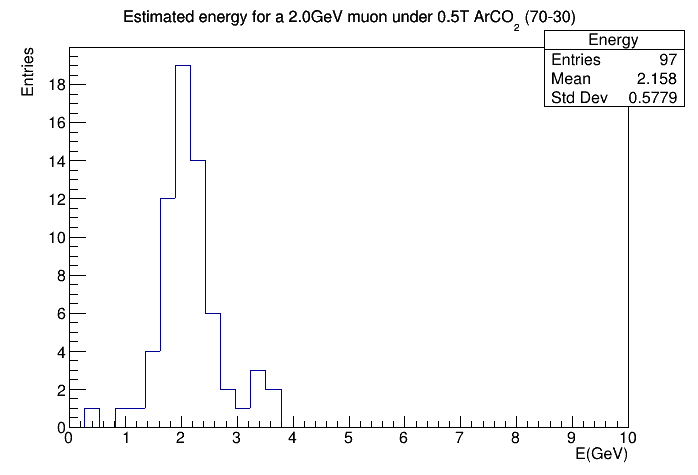 Estimated energy for a 2.0GeV muon under 0.5T ArCO2 (70-30)
Energy
Entries 97
Mean 2.158
Std Dev 0.5779
Entries
18
16
14
12
10
8
6
4
2
0
0 1 2 3 4 5 6 7 8 9 10
E(GeV)